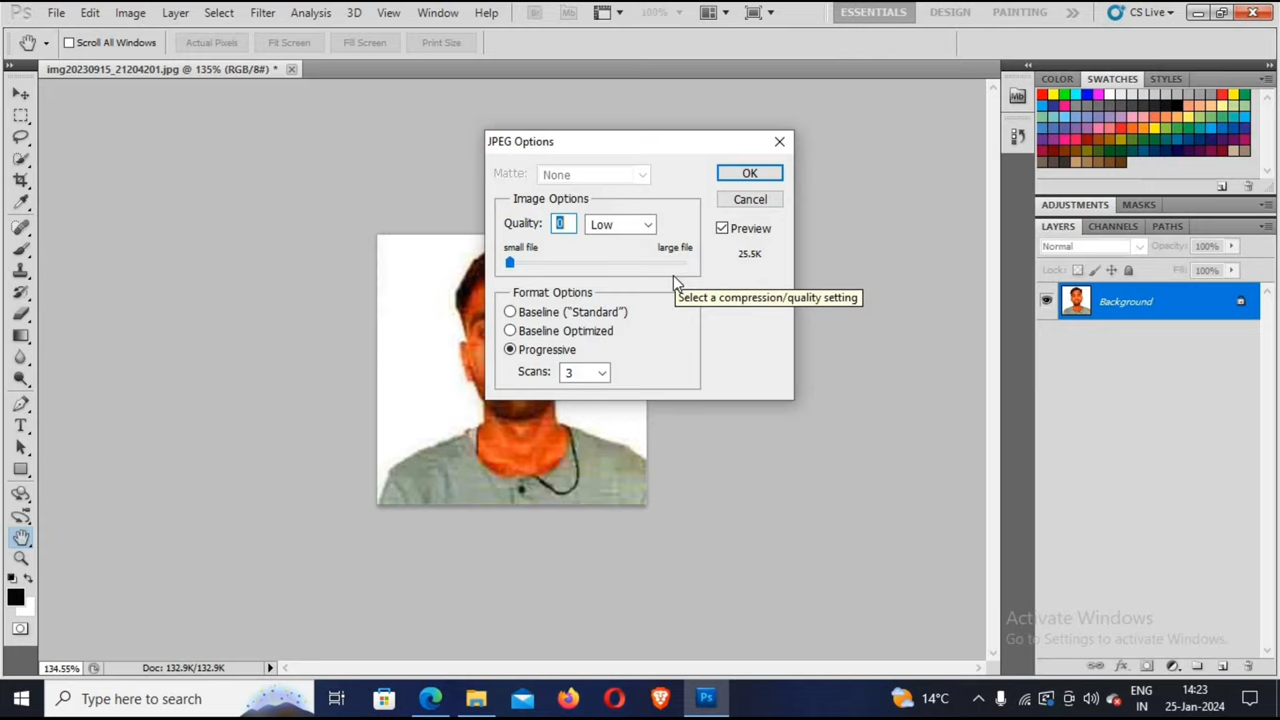 Ps File Edit Image Layer Select Filter Analysis 3D View Window Help Br Mb 100% ESSENTIALS DESIGN PAINTING CS Live
Scroll All Windows Actual Pixels Fit Screen Fill Screen Print Size
img20230915_21204201.jpg @ 135% (RGB/8#) *
JPEG Options
Matte: None
OK
Image Options
Cancel
Quality: 0 Low
Preview
small file large file
25.5K
Select a compression/quality setting
Format Options
Baseline ("Standard")
Baseline Optimized
Progressive
Scans: 3
Mb
COLOR SWATCHES STYLES
ADJUSTMENTS MASKS
LAYERS CHANNELS PATHS
Normal Opacity: 100%
Lock: Fill: 100%
Background
Activate Windows
Go to Settings to activate Windows.
134.55% Doc: 132.9K/132.9K
Type here to search
Ps
14°C
ENG
IN
14:23
25-Jan-2024